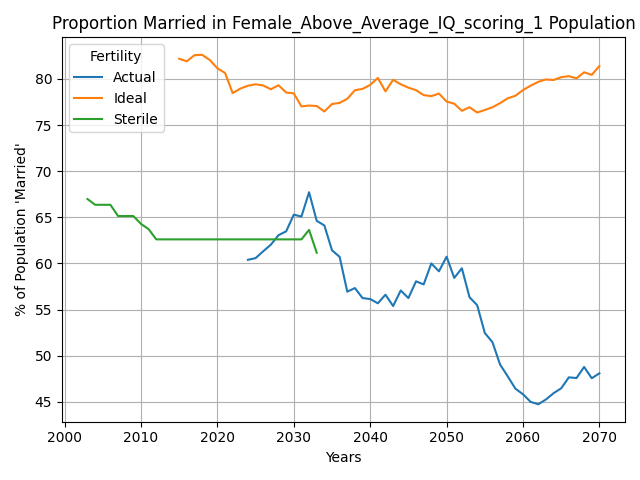 Proportion Married in Female_Above_Average_IQ_scoring_1 Population
Fertility
Actual
Ideal
Sterile
% of Population 'Married'
80
75
70
65
60
55
50
45
2000
2010
2020
2030
2040
2050
2060
2070
Years